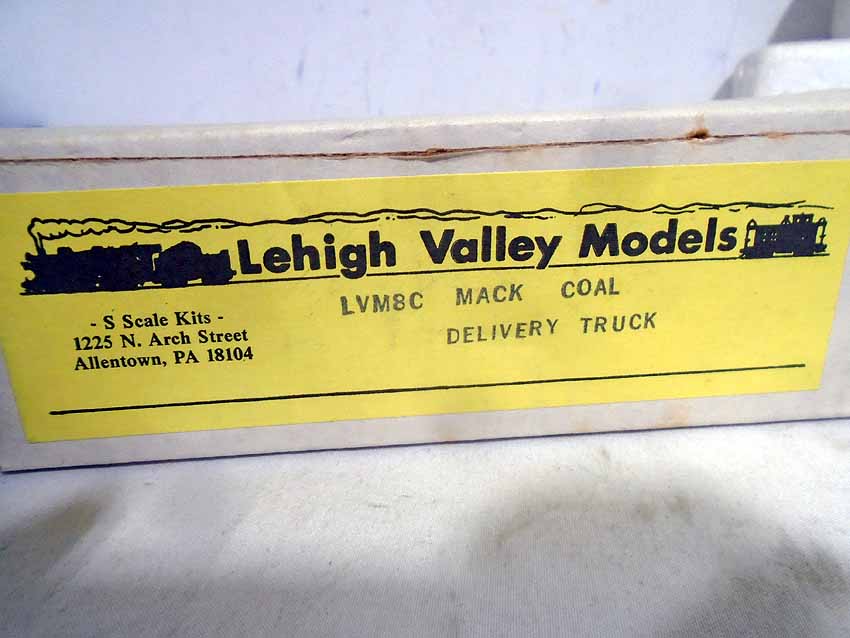 Lehigh Valley Models
LVM8C MACK COAL
DELIVERY TRUCK
- S Scale Kits -
1225 N. Arch Street
Allentown, PA 18104